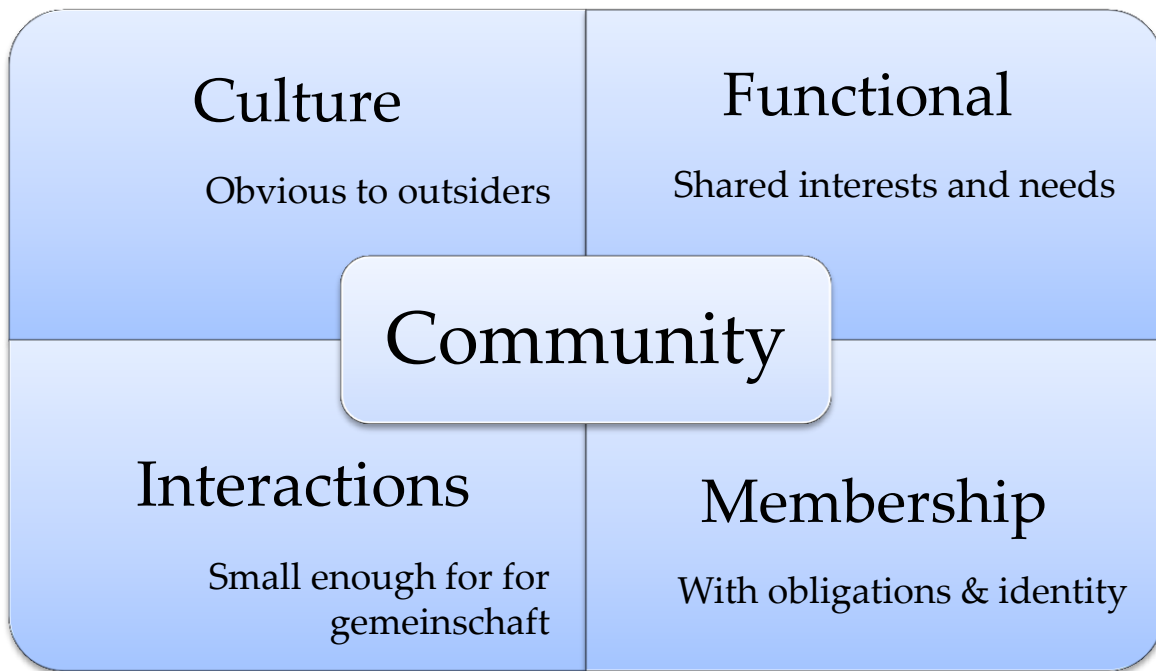 Culture
Obvious to outsiders
Functional
Shared interests and needs
Community
Interactions
Small enough for for
gemeinschaft
Membership
With obligations & identity